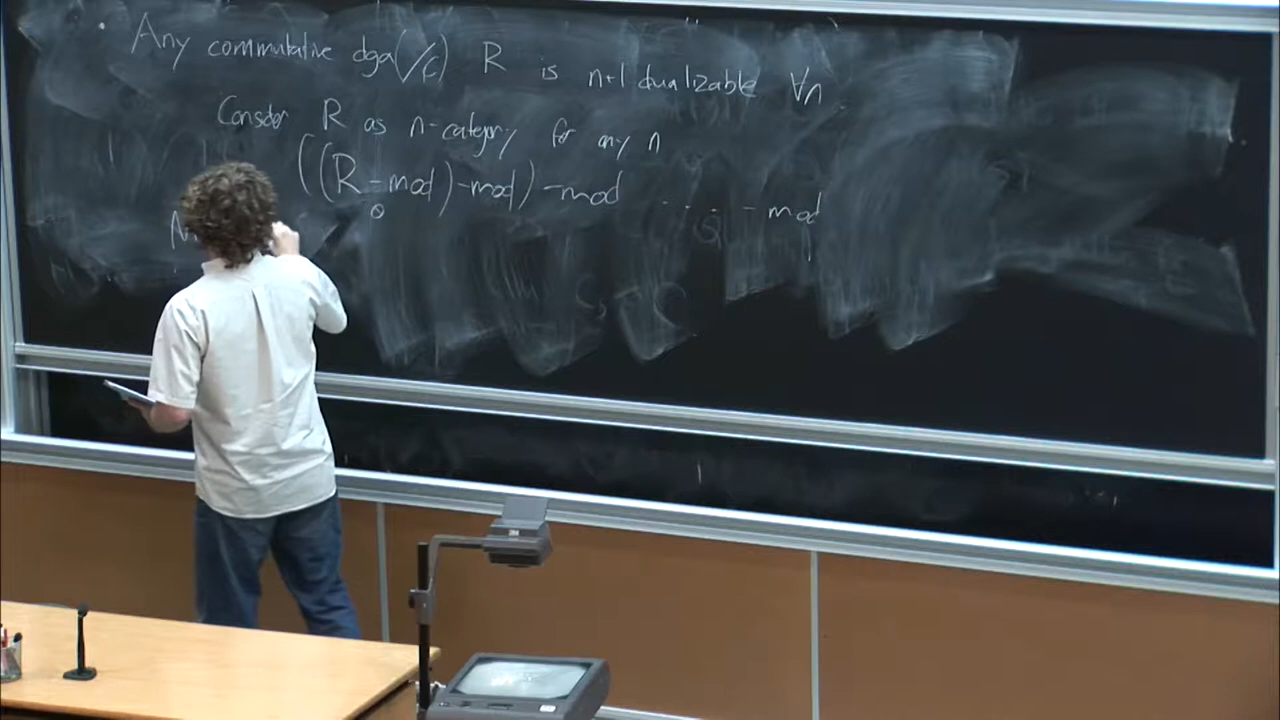 • Any commutative dga (/ℂ) R is n+1 dualizable ∀n
Consider R as n-category for any n
((R-mod)-mod)-mod .... -mod
⊗